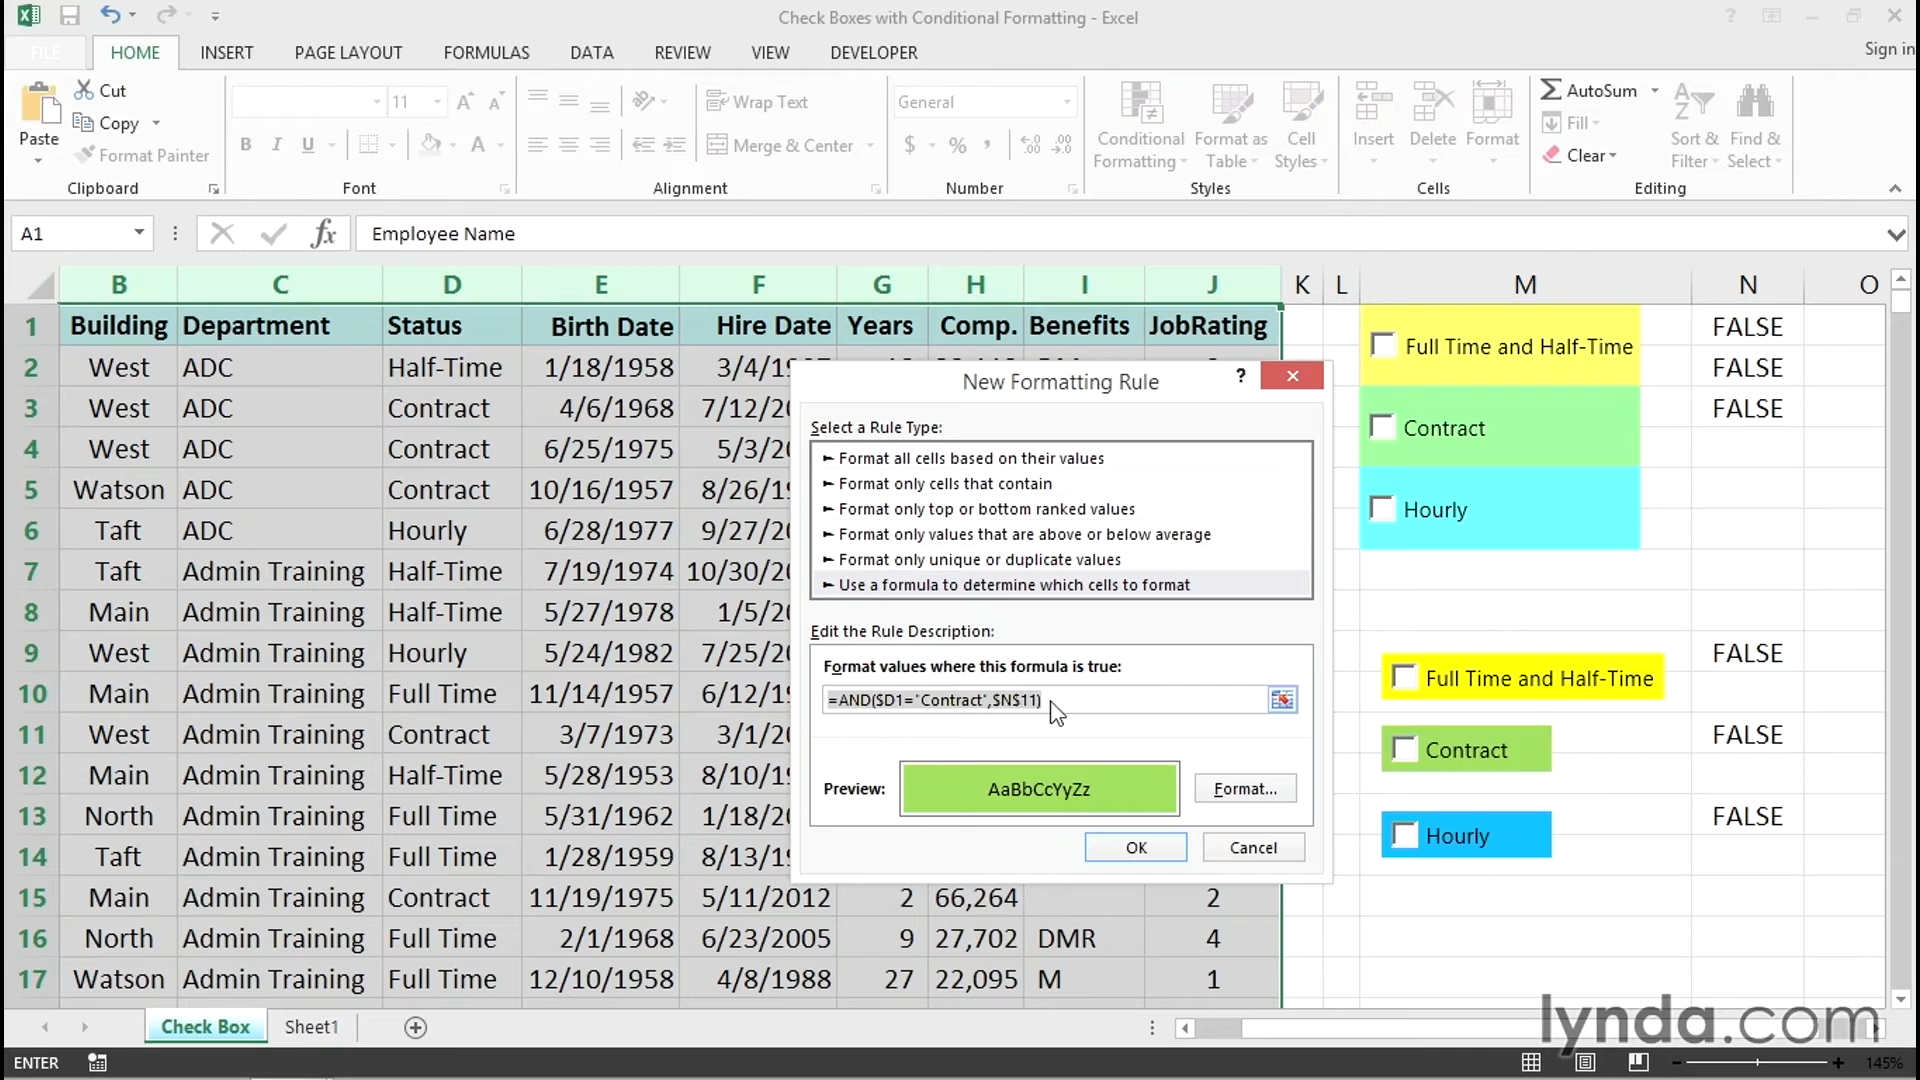 Check Boxes with Conditional Formatting - Excel
?
FILE HOME INSERT PAGE LAYOUT FORMULAS DATA REVIEW VIEW DEVELOPER Sign in
Paste
Cut
Copy
Format Painter
Clipboard
11
B I U
Font
Wrap Text
Merge & Center
Alignment
General
$ % ,
Number
Conditional Formatting
Format as Table
Cell Styles
Styles
Insert
Delete
Format
Cells
AutoSum
Fill
Clear
Sort & Filter
Find & Select
Editing
A1 fx Employee Name
B C D E F G H I J K L M N O
1 Building Department Status Birth Date Hire Date Years Comp. Benefits JobRating FALSE
2 West ADC Half-Time 1/18/1958 FALSE
3 West ADC Contract 4/6/1968 FALSE
4 West ADC Contract 6/25/1975
5 Watson ADC Contract 10/16/1957
6 Taft ADC Hourly 6/28/1977
7 Taft Admin Training Half-Time 7/19/1974
8 Main Admin Training Half-Time 5/27/1978
9 West Admin Training Hourly 5/24/1982 FALSE
10 Main Admin Training Full Time 11/14/1957
11 West Admin Training Contract 3/7/1973 FALSE
12 Main Admin Training Half-Time 5/28/1953
13 North Admin Training Full Time 5/31/1962 FALSE
14 Taft Admin Training Full Time 1/28/1959
15 Main Admin Training Contract 11/19/1975 5/11/2012 2 66,264 2
16 North Admin Training Full Time 2/1/1968 6/23/2005 9 27,702 DMR 4
17 Watson Admin Training Full Time 12/10/1958 4/8/1988 27 22,095 M 1
New Formatting Rule ?
Select a Rule Type:
► Format all cells based on their values
► Format only cells that contain
► Format only top or bottom ranked values
► Format only values that are above or below average
► Format only unique or duplicate values
► Use a formula to determine which cells to format
Edit the Rule Description:
Format values where this formula is true:
=AND($D1="Contract",$N$11)
Preview: AaBbCcYyZz Format...
OK Cancel
Full Time and Half-Time
Contract
Hourly
Full Time and Half-Time
Contract
Hourly
Check Box Sheet1
lynda.com
ENTER 145%